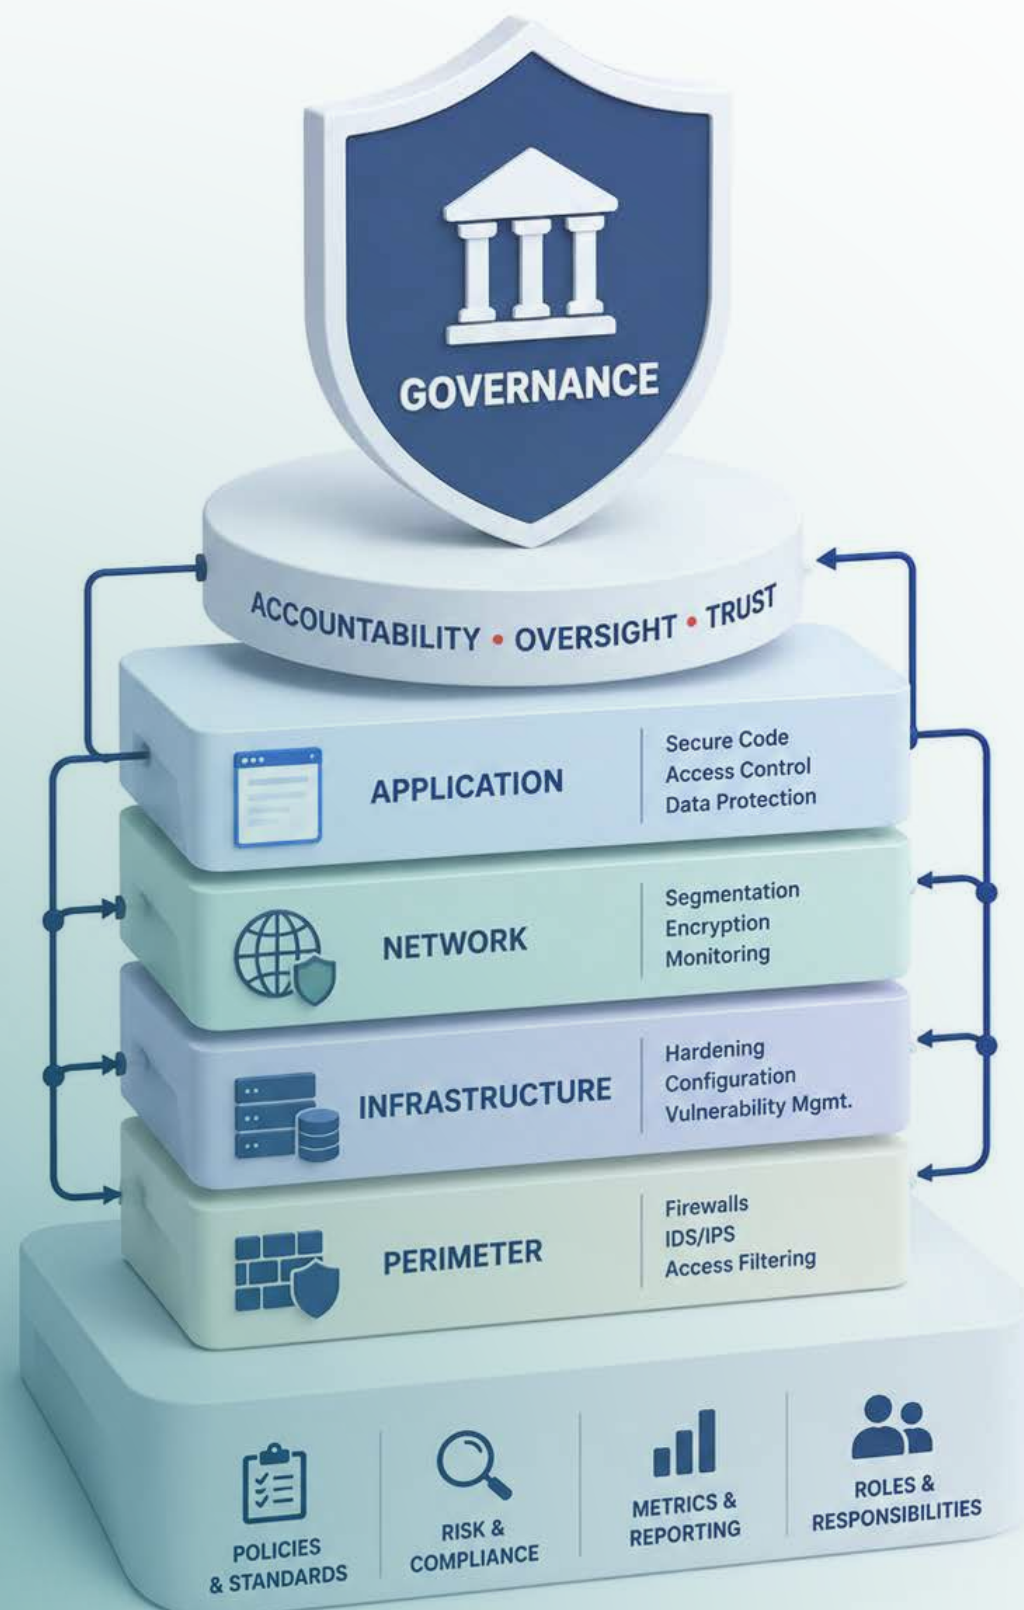 GOVERNANCE
ACCOUNTABILITY • OVERSIGHT • TRUST
APPLICATION
Secure Code
Access Control
Data Protection
NETWORK
Segmentation
Encryption
Monitoring
INFRASTRUCTURE
Hardening
Configuration
Vulnerability Mgmt.
PERIMETER
Firewalls
IDS/IPS
Access Filtering
POLICIES
& STANDARDS
RISK &
COMPLIANCE
METRICS &
REPORTING
ROLES &
RESPONSIBILITIES